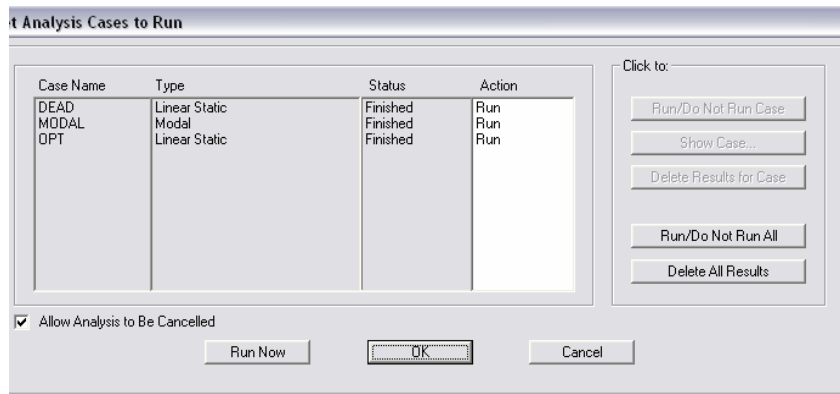 t Analysis Cases to Run
Click to:
Case Name Type Status Action
DEAD Linear Static Finished Run
MODAL Modal Finished Run
OPT Linear Static Finished Run
Run/Do Not Run Case
Show Case...
Delete Results for Case
Run/Do Not Run All
Delete All Results
Allow Analysis to Be Cancelled
Run Now OK Cancel